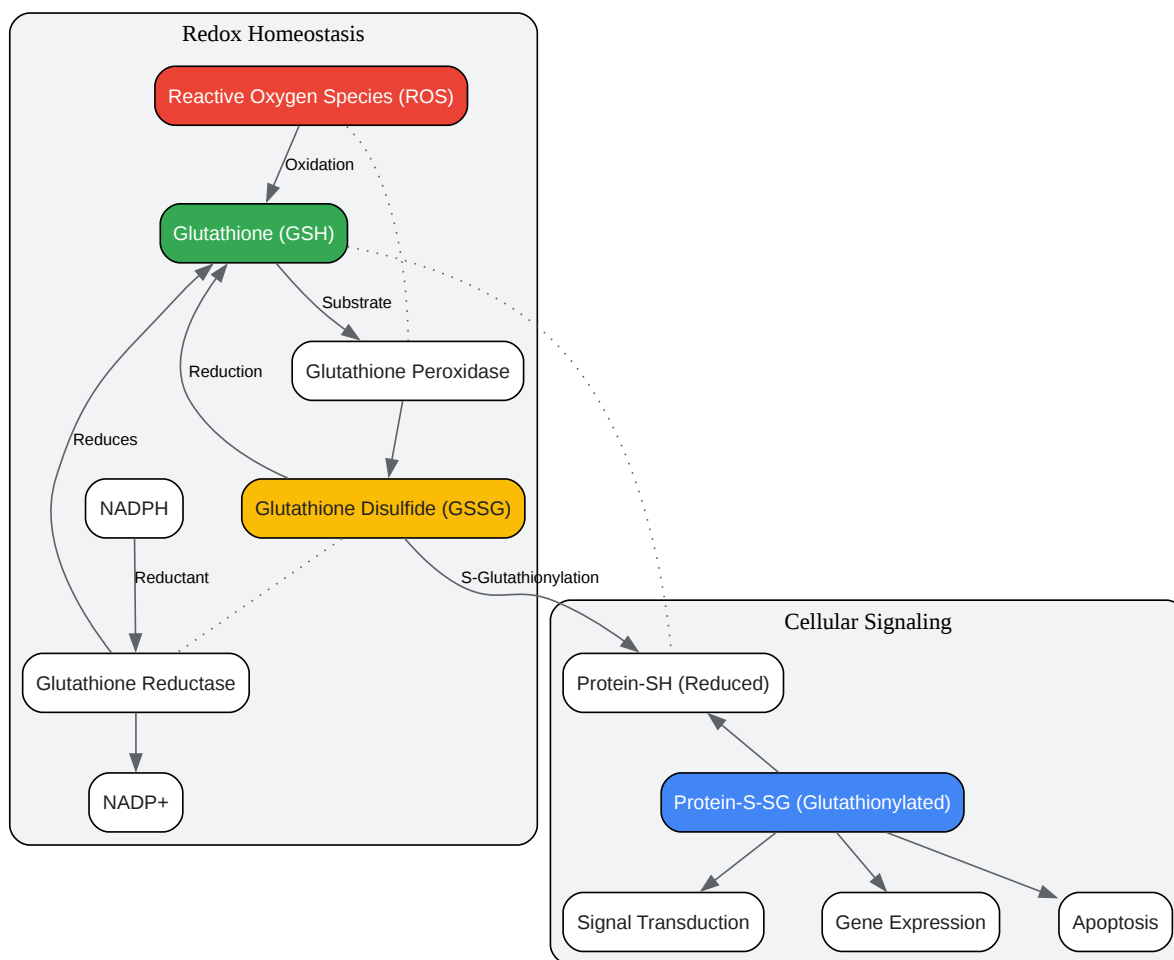 Redox Homeostasis
Reactive Oxygen Species (ROS)
Oxidation
Glutathione (GSH)
Substrate
Glutathione Peroxidase
Reduction
Reduces
NADPH
Glutathione Disulfide (GSSG)
Reductant
S-Glutathionylation
Glutathione Reductase
NADP+
Cellular Signaling
Protein-SH (Reduced)
Protein-S-SG (Glutathionylated)
Signal Transduction
Gene Expression
Apoptosis